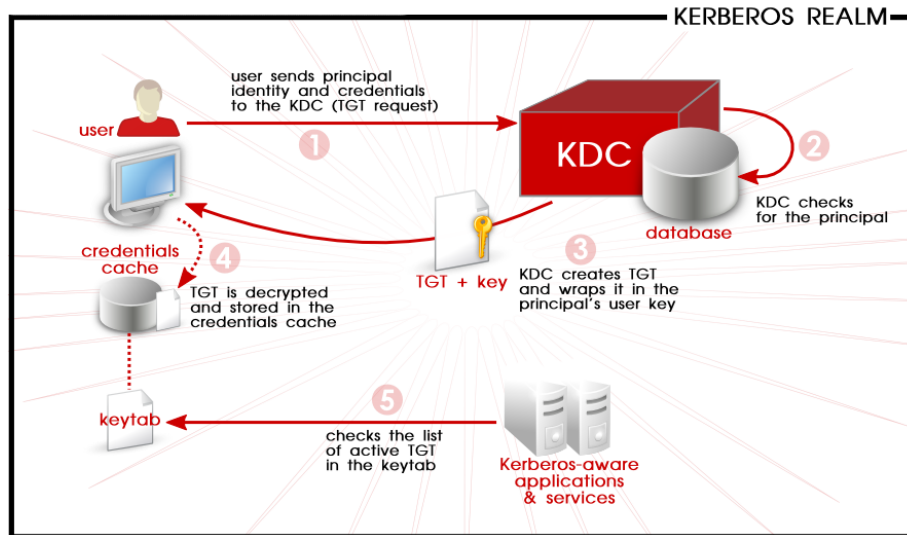 KERBEROS REALM
user sends principal
identity and credentials
to the KDC (TGT request)
user
1
KDC
2
KDC checks
for the principal
database
credentials
cache
4
TGT is decrypted
and stored in the
credentials cache
TGT + key
3
KDC creates TGT
and wraps it in the
principal's user key
keytab
5
checks the list
of active TGT
in the keytab
Kerberos-aware
applications
& services